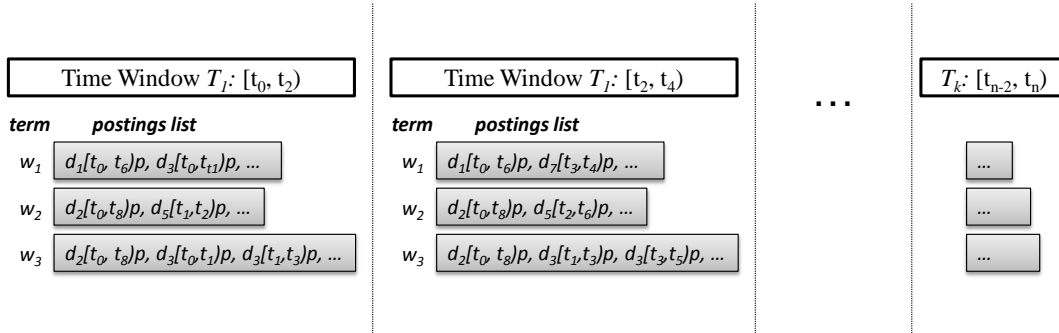 Time Window T1: [t0, t2)
term postings list
w1 d1[t0, t6)p, d3[t0,tt1)p, ...
w2 d2[t0,t8)p, d5[t1,t2)p, ...
w3 d2[t0, t8)p, d3[t0,t1)p, d3[t1,t3)p, ...
Time Window T1: [t2, t4)
term postings list
w1 d1[t0, t6)p, d7[t3,t4)p, ...
w2 d2[t0,t8)p, d5[t2,t6)p, ...
w3 d2[t0, t8)p, d3[t1,t3)p, d3[t3,t5)p, ...
...
Tk: [tn-2, tn)
...
...
...